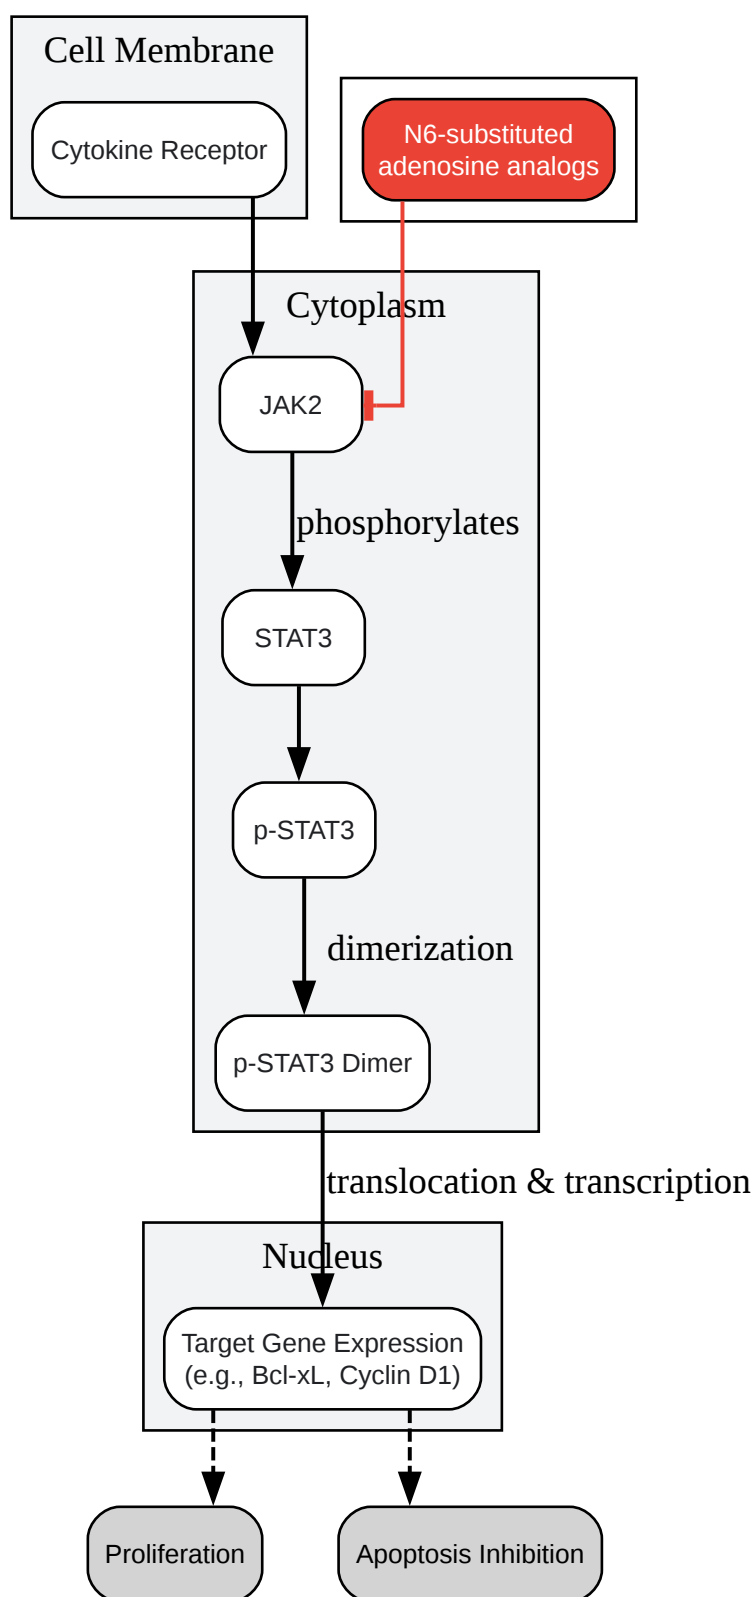 Cell Membrane
Cytokine Receptor
N6-substituted
adenosine analogs
Cytoplasm
JAK2
phosphorylates
STAT3
p-STAT3
dimerization
p-STAT3 Dimer
translocation & transcription
Nucleus
Target Gene Expression
(e.g., Bcl-xL, Cyclin D1)
Proliferation
Apoptosis Inhibition